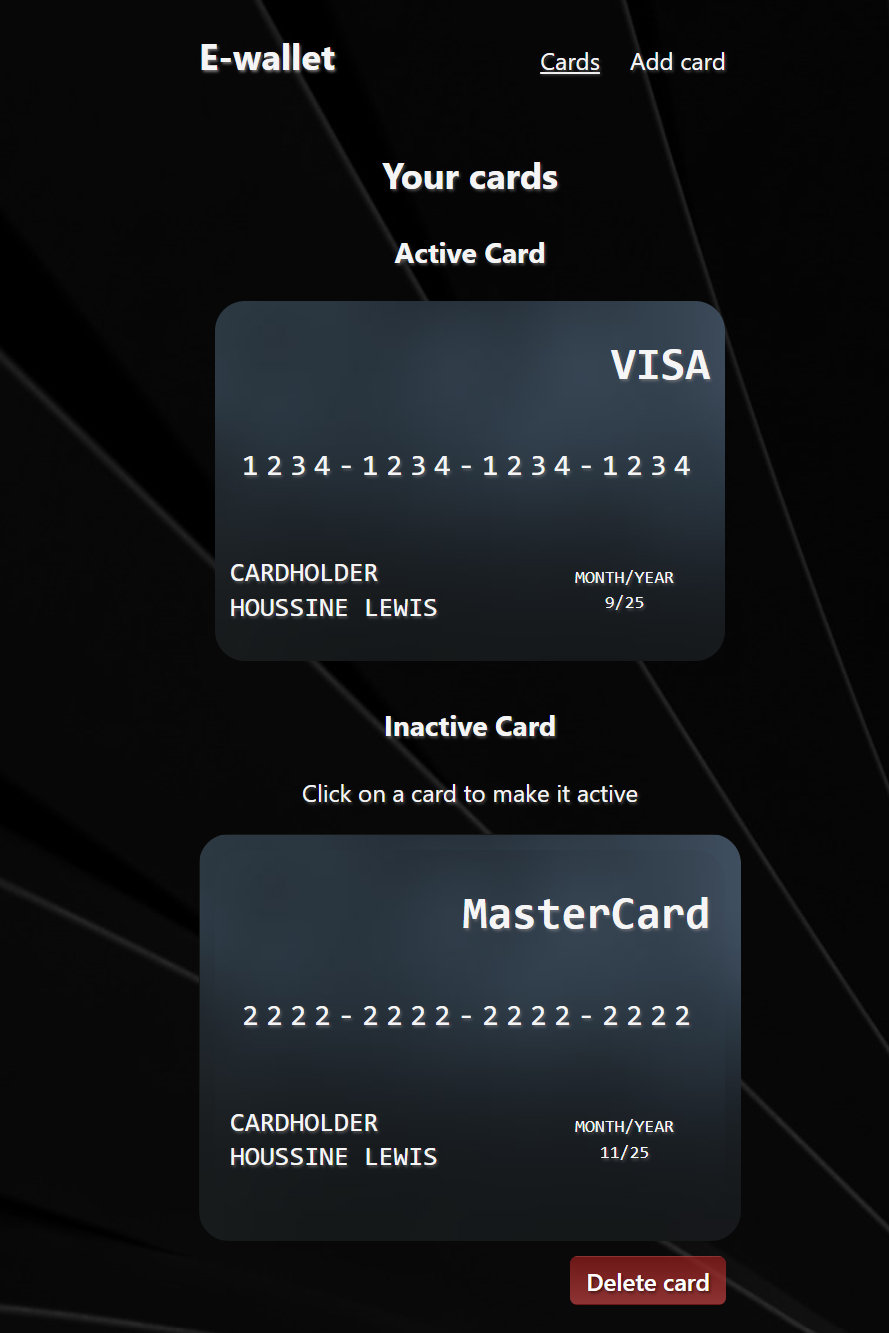 E-wallet
Cards Add card
Your cards
Active Card
VISA
1234-1234-1234-1234
CARDHOLDER
HOUSSINE LEWIS
MONTH/YEAR
9/25
Inactive Card
Click on a card to make it active
MasterCard
2222-2222-2222-2222
CARDHOLDER
HOUSSINE LEWIS
MONTH/YEAR
11/25
Delete card